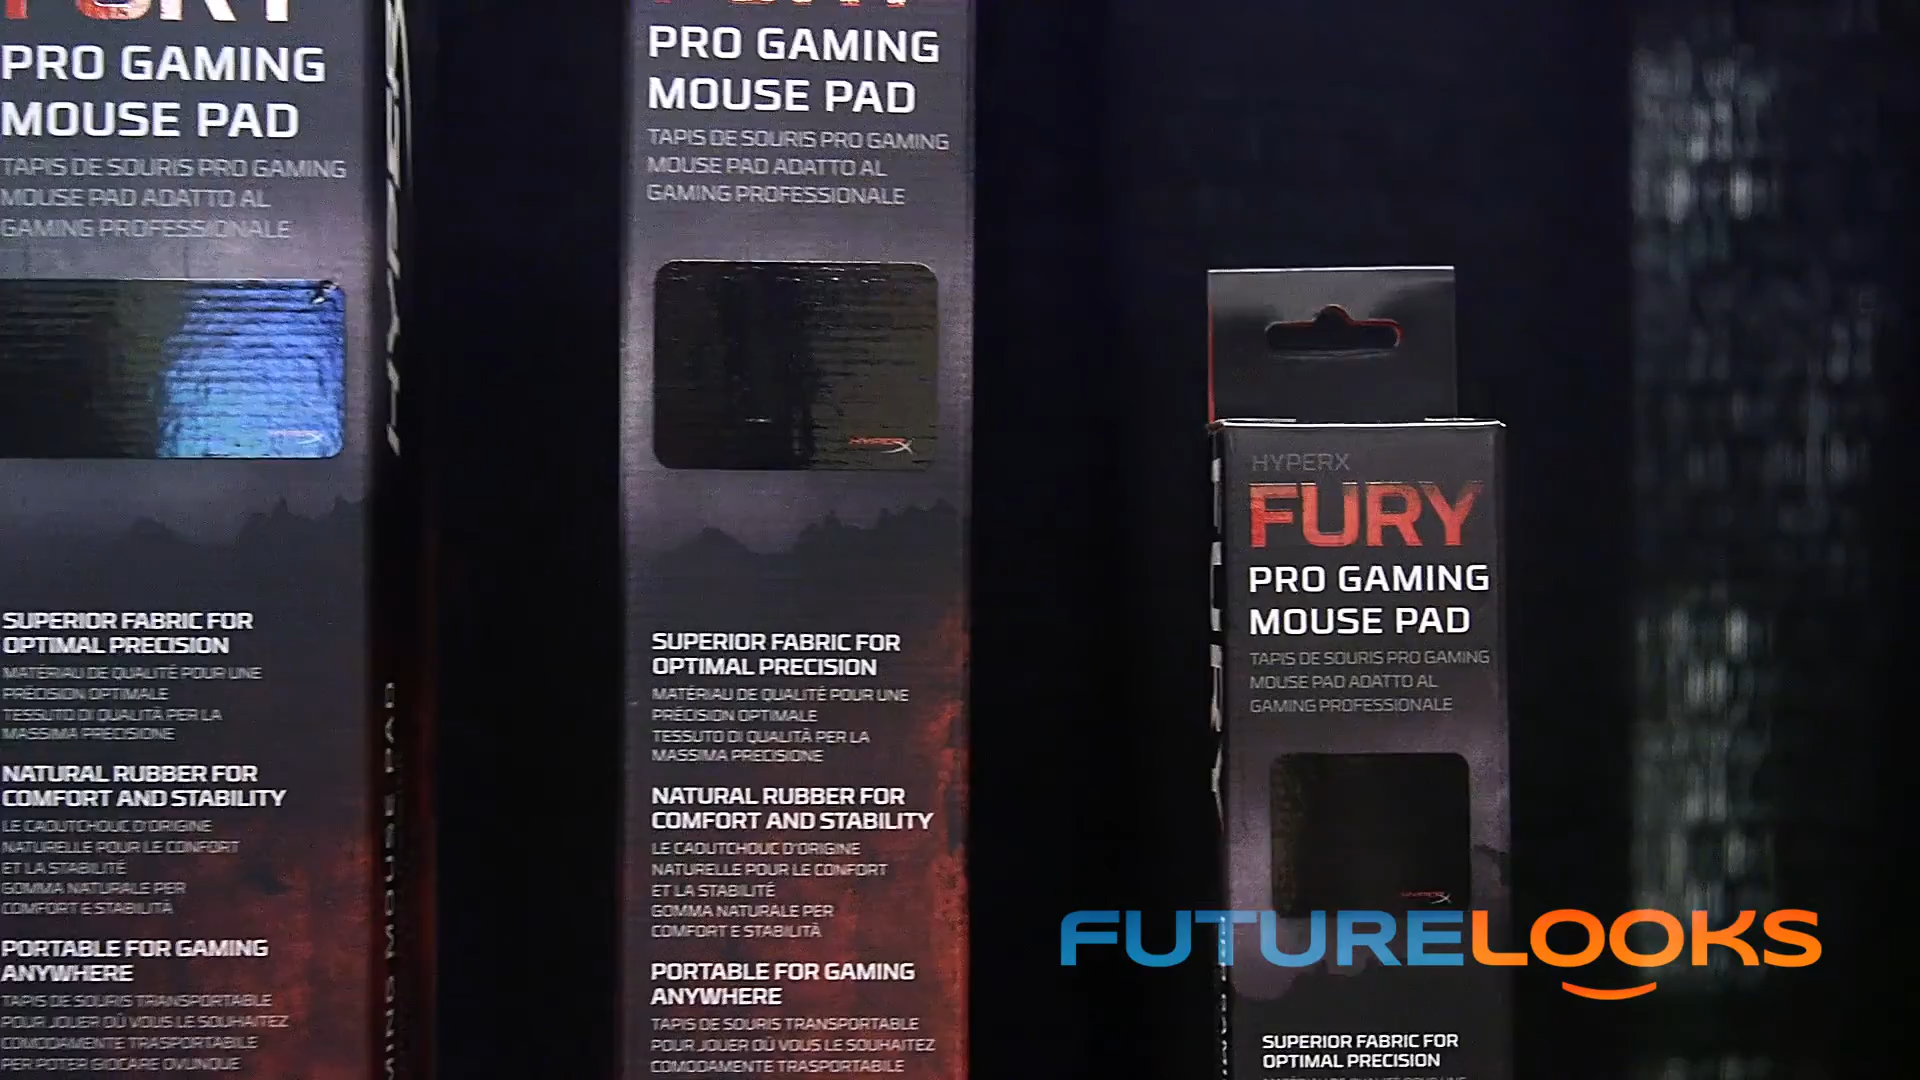 FURY
PRO GAMING
MOUSE PAD
TAPIS DE SOURIS PRO GAMING
MOUSE PAD ADATTO AL
GAMING PROFESSIONALE
HYPERX
SUPERIOR FABRIC FOR
OPTIMAL PRECISION
MATÉRIAU DE QUALITÉ POUR UNE
PRÉCISION OPTIMALE
TESSUTO DI QUALITÀ PER LA
MASSIMA PRECISIONE
NATURAL RUBBER FOR
COMFORT AND STABILITY
LE CAOUTCHOUC D'ORIGINE
NATURELLE POUR LE CONFORT
ET LA STABILITÉ
GOMMA NATURALE PER
COMFORT E STABILITÀ
PORTABLE FOR GAMING
ANYWHERE
TAPIS DE SOURIS TRANSPORTABLE
POUR JOUER OÙ VOUS LE SOUHAITEZ
COMODAMENTE TRASPORTABILE
PER POTER GIOCARE OVUNQUE
HYPERX
MOUSE PAD
FURY
PRO GAMING
MOUSE PAD
TAPIS DE SOURIS PRO GAMING
MOUSE PAD ADATTO AL
GAMING PROFESSIONALE
HYPERX
SUPERIOR FABRIC FOR
OPTIMAL PRECISION
MATÉRIAU DE QUALITÉ POUR UNE
PRÉCISION OPTIMALE
TESSUTO DI QUALITÀ PER LA
MASSIMA PRECISIONE
NATURAL RUBBER FOR
COMFORT AND STABILITY
LE CAOUTCHOUC D'ORIGINE
NATURELLE POUR LE CONFORT
ET LA STABILITÉ
GOMMA NATURALE PER
COMFORT E STABILITÀ
PORTABLE FOR GAMING
ANYWHERE
TAPIS DE SOURIS TRANSPORTABLE
POUR JOUER OÙ VOUS LE SOUHAITEZ
COMODAMENTE TRASPORTABILE
HYPERX
FURY
PRO GAMING
MOUSE PAD
TAPIS DE SOURIS PRO GAMING
MOUSE PAD ADATTO AL
GAMING PROFESSIONALE
HYPERX
FUTURELOOKS
SUPERIOR FABRIC FOR
OPTIMAL PRECISION